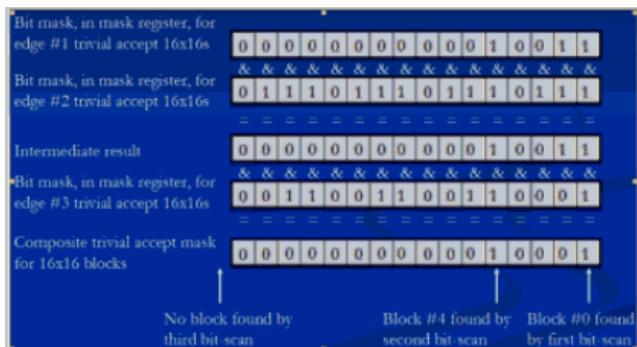 Bit mask, in mask register, for
edge #1 trivial accept 16x16s
0 0 0 0 0 0 0 0 0 0 0 1 0 0 1 1
& & & & & & & & & & & & & & & &
Bit mask, in mask register, for
edge #2 trivial accept 16x16s
0 1 1 1 0 1 1 1 0 1 1 1 0 1 1 1
= = = = = = = = = = = = = = = =
Intermediate result
0 0 0 0 0 0 0 0 0 0 0 1 0 0 1 1
& & & & & & & & & & & & & & & &
Bit mask, in mask register, for
edge #3 trivial accept 16x16s
0 0 1 1 0 0 1 1 0 0 1 1 0 0 0 1
= = = = = = = = = = = = = = = =
Composite trivial accept mask
for 16x16 blocks
0 0 0 0 0 0 0 0 0 0 0 1 0 0 0 1
No block found by
third bit-scan
Block #4 found by
second bit-scan
Block #0 found
by first bit-scan